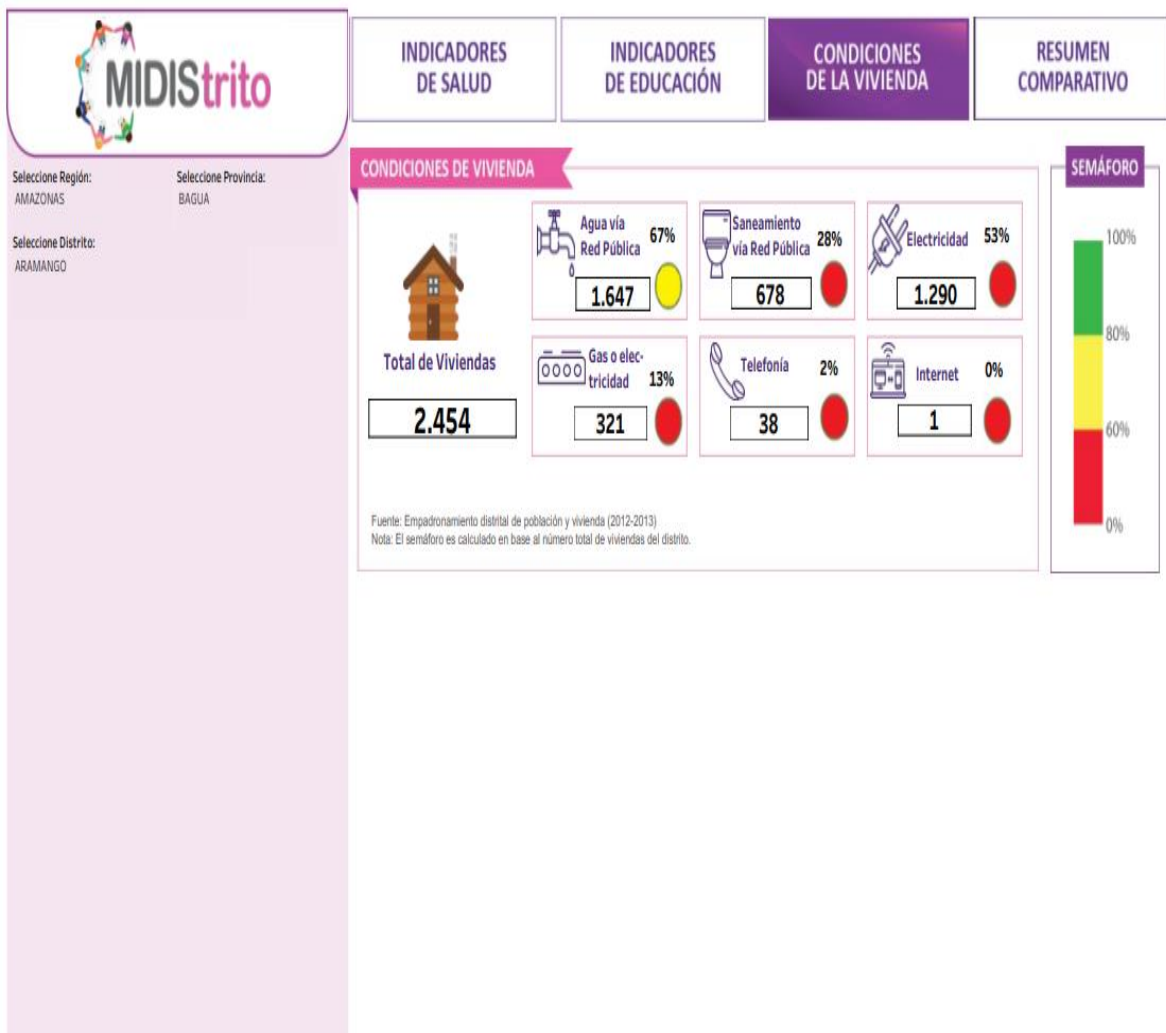 MIDIStrito
INDICADORES
DE SALUD
INDICADORES
DE EDUCACIÓN
CONDICIONES
DE LA VIVIENDA
RESUMEN
COMPARATIVO
Seleccione Región:
AMAZONAS
Seleccione Provincia:
BAGUA
Seleccione Distrito:
ARAMANGO
CONDICIONES DE VIVIENDA
Total de Viviendas
2.454
Agua vía
Red Pública
67%
1.647
Saneamiento
vía Red Pública
28%
678
Electricidad
53%
1.290
Gas o elec-
tricidad
13%
321
Telefonía
2%
38
Internet
0%
1
Fuente: Empadronamiento distrital de población y vivienda (2012-2013)
Nota: El semáforo es calculado en base al número total de viviendas del distrito.
SEMÁFORO
100%
80%
60%
0%